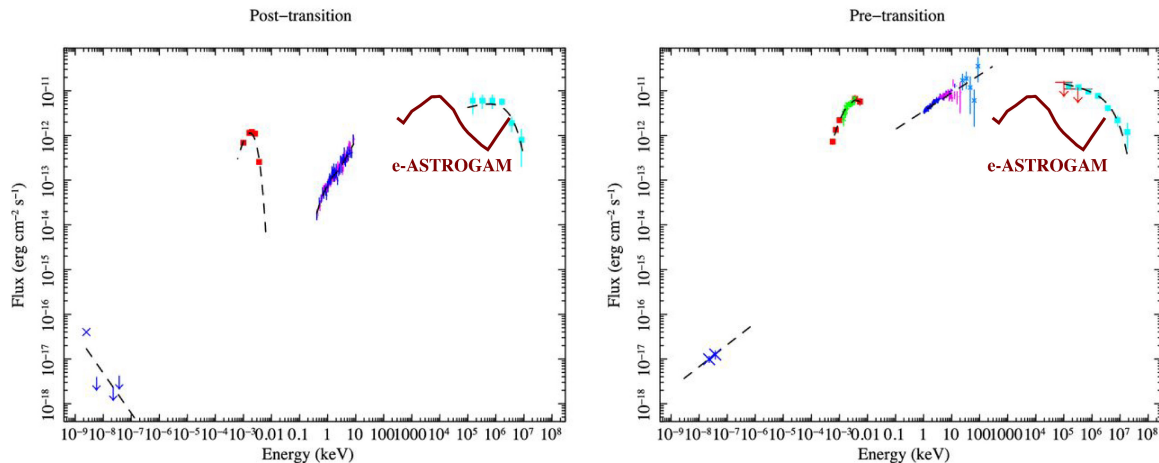 Post−transition
Flux (erg cm−2 s−1)
10−18 10−17 10−16 10−15 10−14 10−13 10−12 10−11
e-ASTROGAM
10−9 10−8 10−7 10−6 10−5 10−4 10−3 0.01 0.1 1 10 100 1000 104 105 106 107 108
Energy (keV)
Pre−transition
Flux (erg cm−2 s−1)
10−18 10−17 10−16 10−15 10−14 10−13 10−12 10−11
e-ASTROGAM
10−9 10−8 10−7 10−6 10−5 10−4 10−3 0.01 0.1 1 10 100 1000 104 105 106 107 108
Energy (keV)